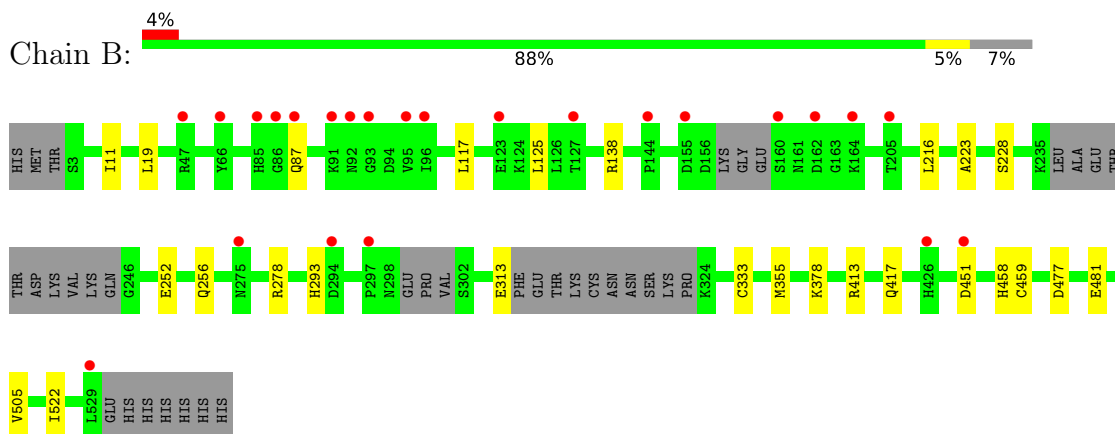 4%
Chain B:
88% 5% 7%
HIS MET THR S3 I11 L19 R47 Y66 H85 G86 Q87 K91 N92 G93 D94 V95 I96 L117 E123 K124 L125 L126 T127 R138 P144 D155 D156 LYS GLY GLU S160 N161 D162 G163 K164 T205 L216 A223 S228 K235 LEU ALA GLU THR
THR ASP LYS VAL LYS GLN G246 E252 Q256 N275 R278 H293 D294 P297 N298 GLU PRO VAL S302 E313 PHE GLU THR LYS CYS ASN ASN SER LYS PRO K324 C333 M355 K378 R413 Q417 H426 D451 H458 C459 D477 E481
V505 I522 L529 GLU HIS HIS HIS HIS HIS HIS